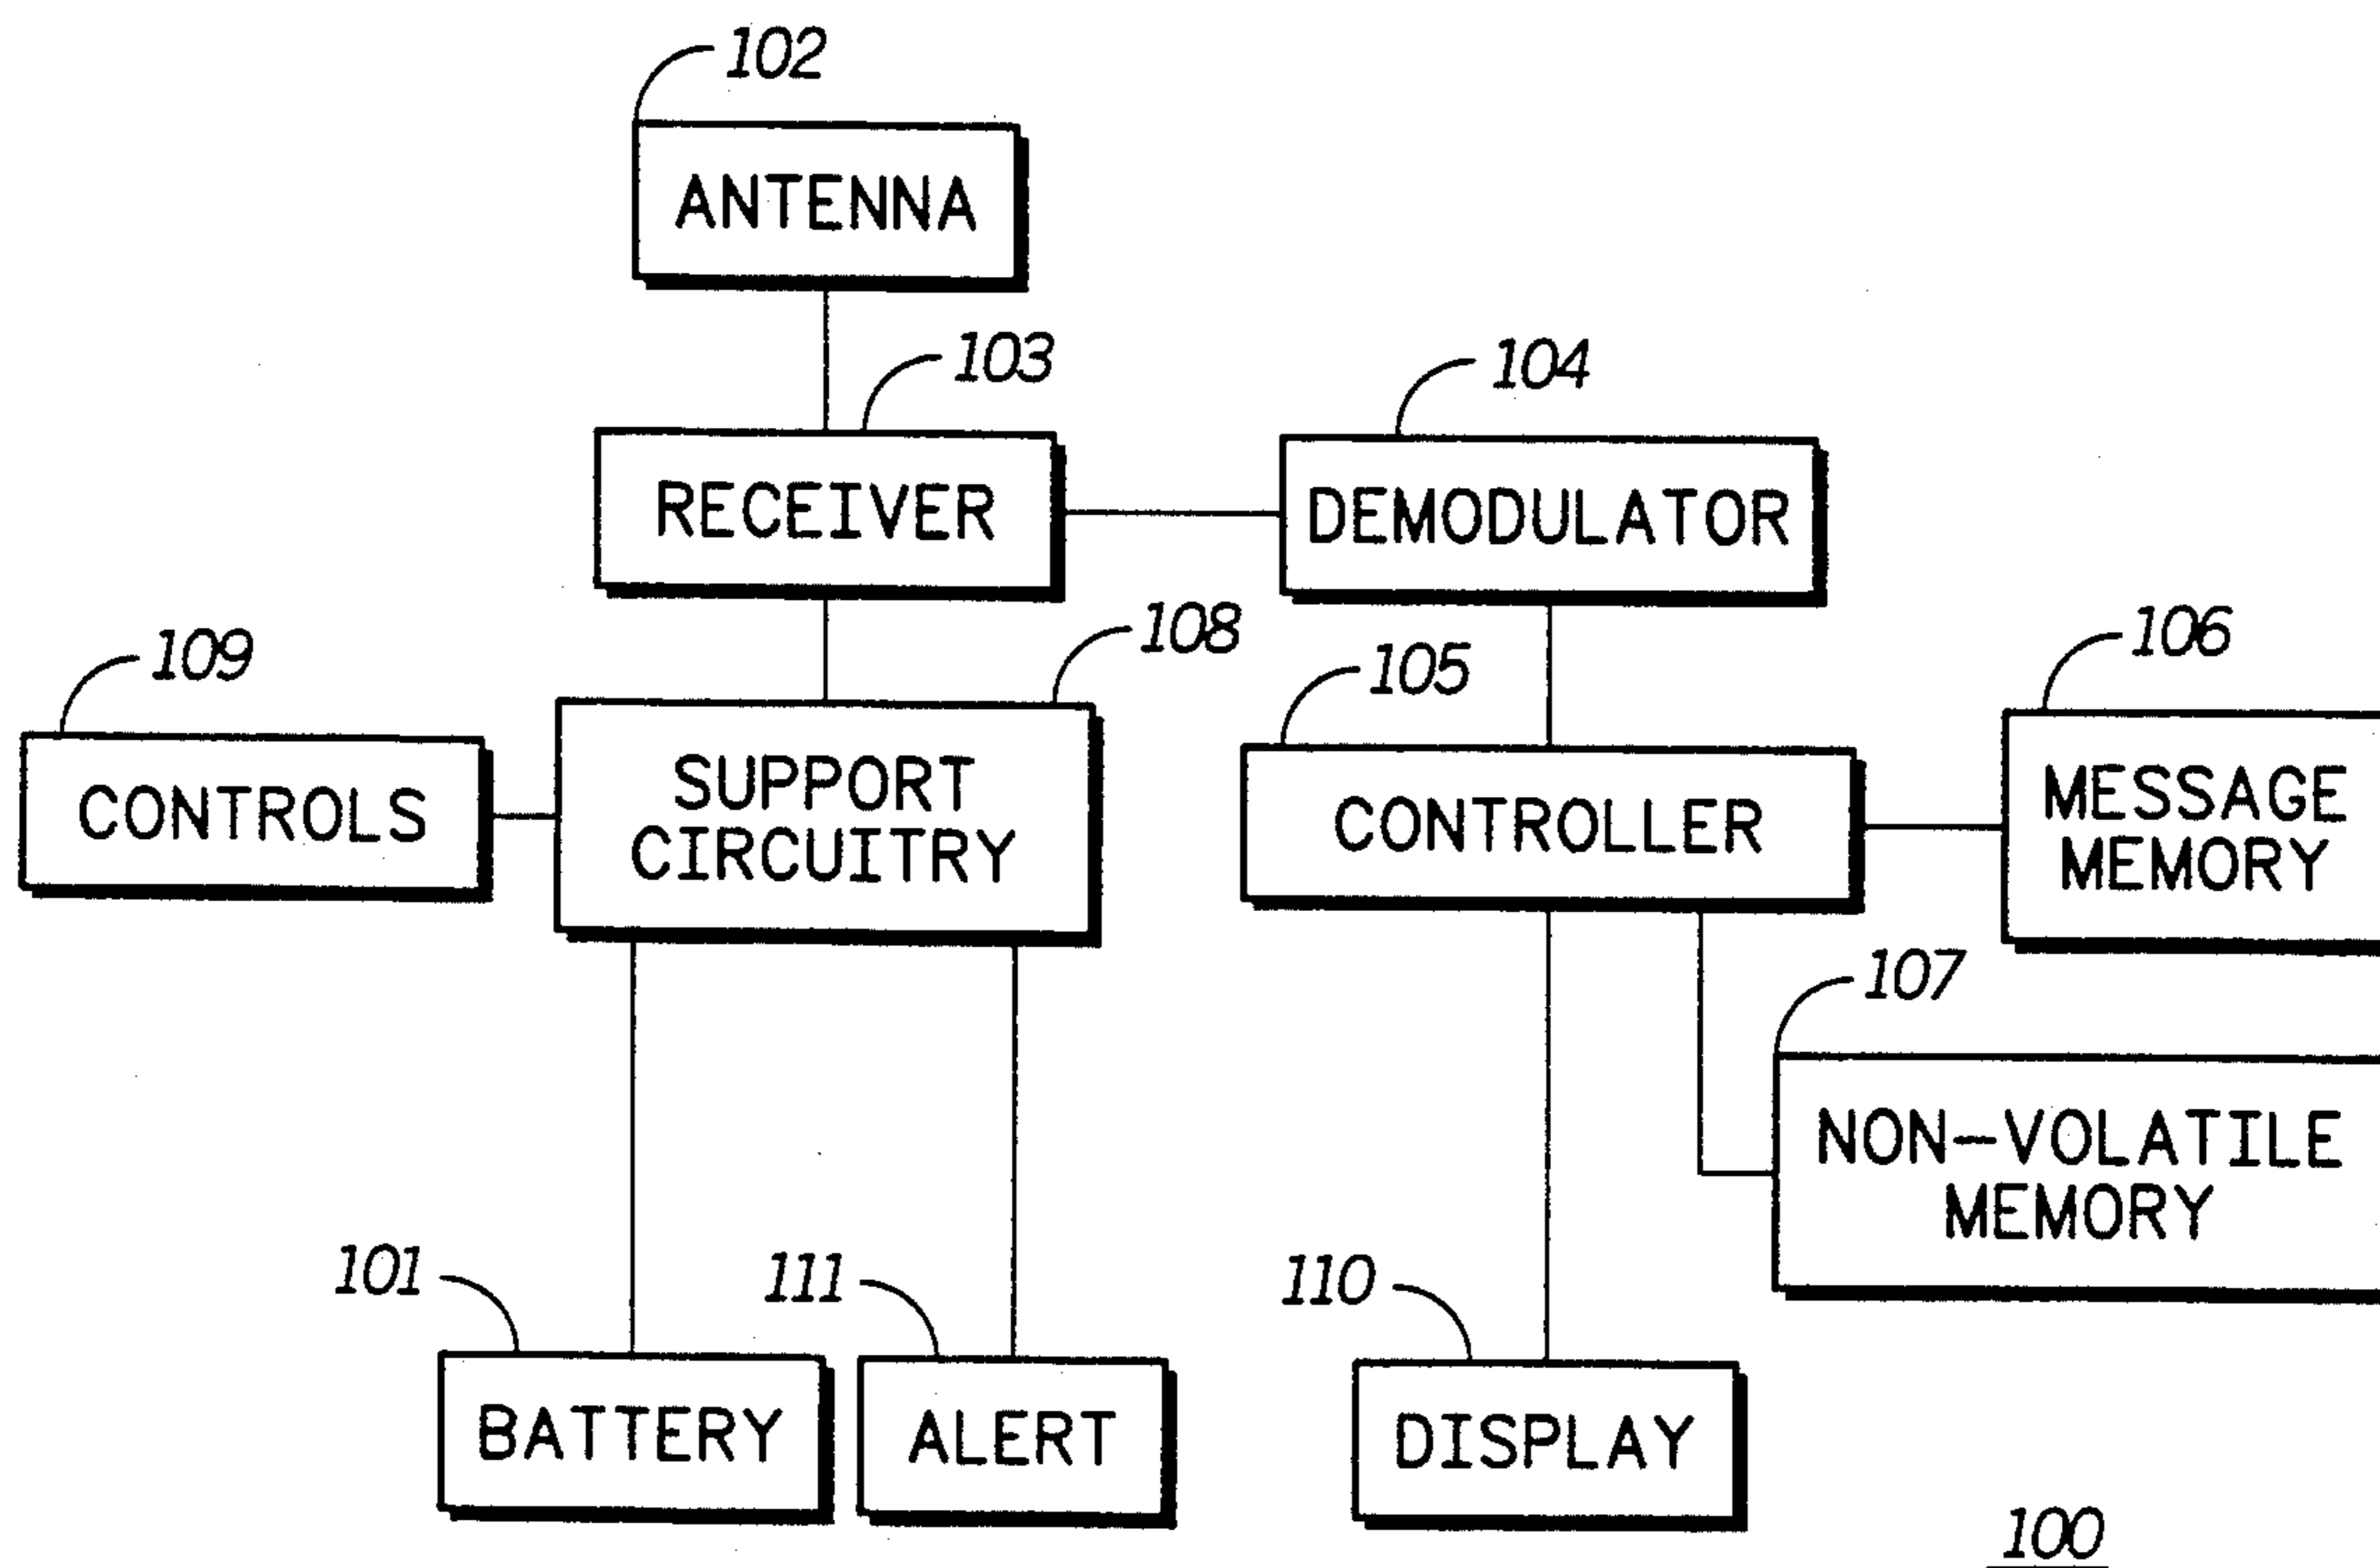 102
ANTENNA
103
RECEIVER
104
DEMODULATOR
109
CONTROLS
108
SUPPORT
CIRCUITRY
105
CONTROLLER
106
MESSAGE
MEMORY
107
NON-VOLATILE
MEMORY
101
BATTERY
111
ALERT
110
DISPLAY
100